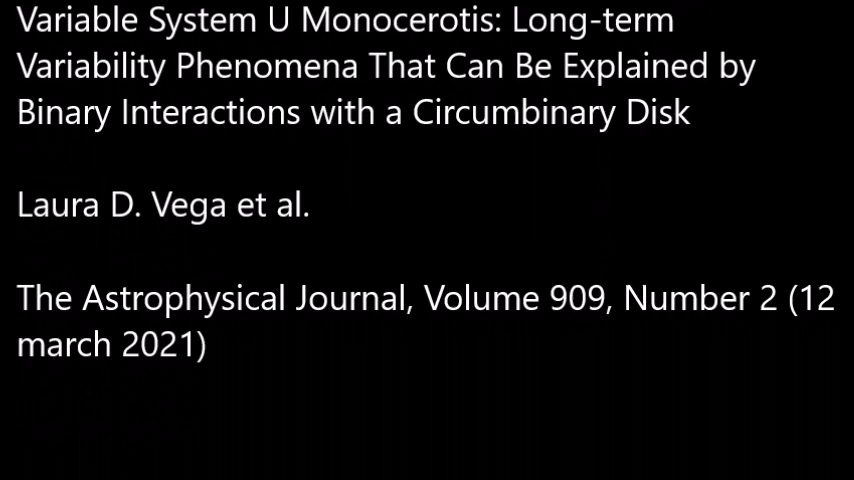 Variable System U Monocerotis: Long-term
Variability Phenomena That Can Be Explained by
Binary Interactions with a Circumbinary Disk
Laura D. Vega et al.
The Astrophysical Journal, Volume 909, Number 2 (12
march 2021)